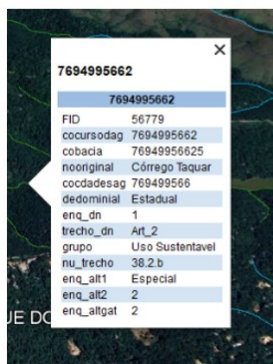 7694995662
7694995662
FID 56779
cocursodag 7694995662
cobacia 76949956625
nooriginal Córrego Taquar
cocdadesag 769499566
dedominial Estadual
enq_dn 1
trecho_dn Art_2
grupo Uso Sustentavel
nu_trecho 38.2.b
enq_alt1 Especial
enq_alt2 2
enq_altgat 2
UE DO